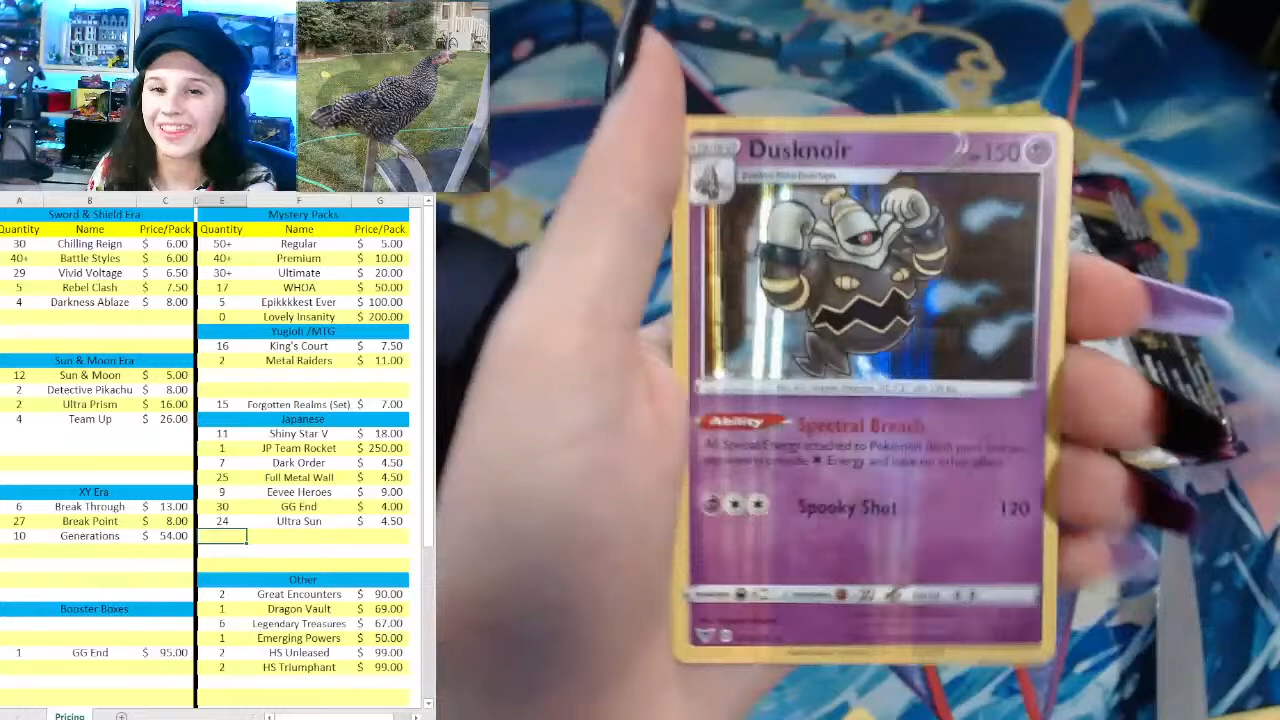 A B C E F G
Sword & Shield Era
Quantity Name Price/Pack
30 Chilling Reign $ 6.00
40+ Battle Styles $ 6.00
29 Vivid Voltage $ 6.50
5 Rebel Clash $ 7.50
4 Darkness Ablaze $ 8.00
Sun & Moon Era
12 Sun & Moon $ 5.00
2 Detective Pikachu $ 8.00
2 Ultra Prism $ 16.00
4 Team Up $ 26.00
XY Era
6 Break Through $ 13.00
27 Break Point $ 8.00
10 Generations $ 54.00
Booster Boxes
1 GG End $ 95.00
Mystery Packs
Quantity Name Price/Pack
50+ Regular $ 5.00
40+ Premium $ 10.00
30+ Ultimate $ 20.00
17 WHOA $ 50.00
5 Epikkkkest Ever $ 100.00
0 Lovely Insanity $ 200.00
Yugioh /MTG
16 King's Court $ 7.50
2 Metal Raiders $ 11.00
15 Forgotten Realms (Set) $ 7.00
Japanese
11 Shiny Star V $ 18.00
1 JP Team Rocket $ 250.00
7 Dark Order $ 4.50
25 Full Metal Wall $ 4.50
9 Eevee Heroes $ 9.00
30 GG End $ 4.00
24 Ultra Sun $ 4.50
Other
2 Great Encounters $ 90.00
1 Dragon Vault $ 69.00
6 Legendary Treasures $ 67.00
1 Emerging Powers $ 50.00
2 HS Unleased $ 99.00
2 HS Triumphant $ 99.00
Pricing
Dusknoir 150
Ability Spectral Breach
Spooky Shot 120